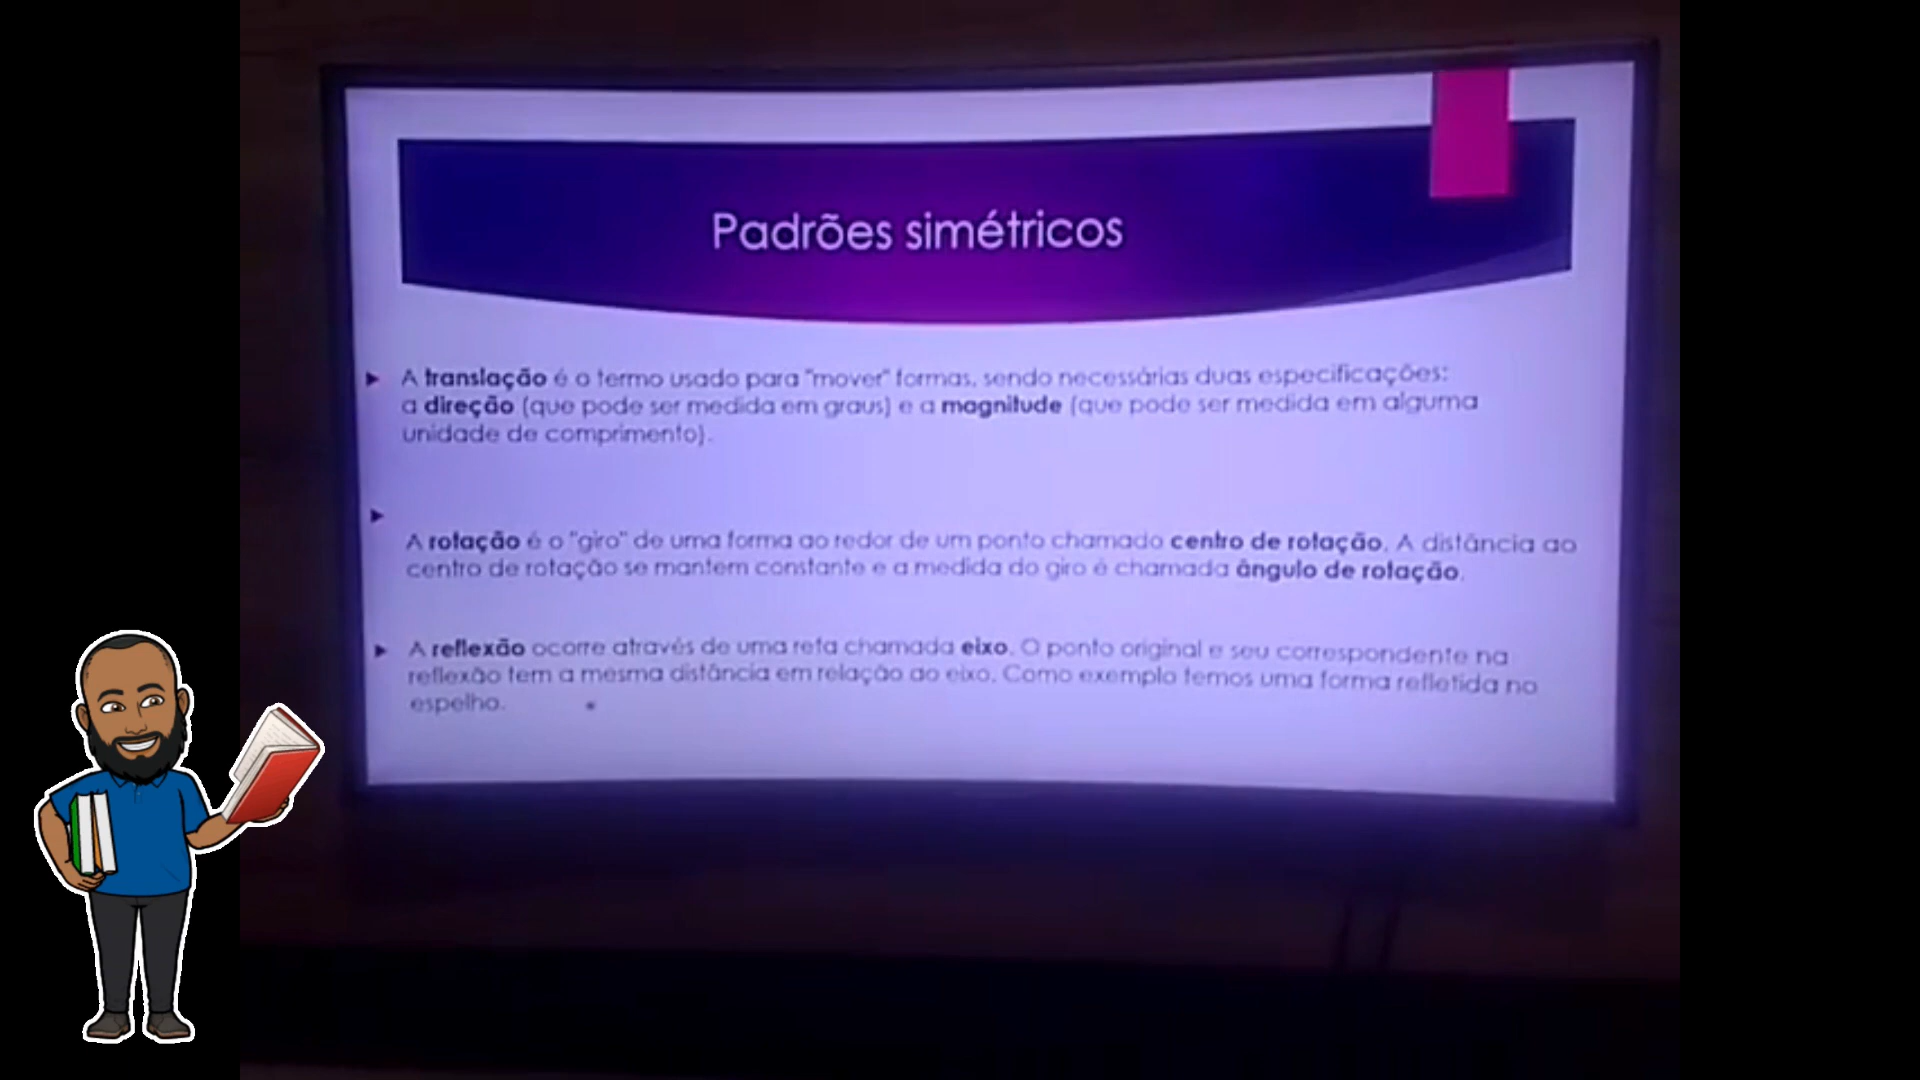 Padrões simétricos
A translação é o termo usado para "mover" formas, sendo necessárias duas especificações:
a direção (que pode ser medida em graus) e a magnitude (que pode ser medida em alguma
unidade de comprimento).
A rotação é o "giro" de uma forma ao redor de um ponto chamado centro de rotação. A distância ao
centro de rotação se mantem constante e a medida do giro é chamada ângulo de rotação.
A reflexão ocorre através de uma reta chamada eixo. O ponto original e seu correspondente na
reflexão tem a mesma distância em relação ao eixo. Como exemplo temos uma forma refletida no
espelho.